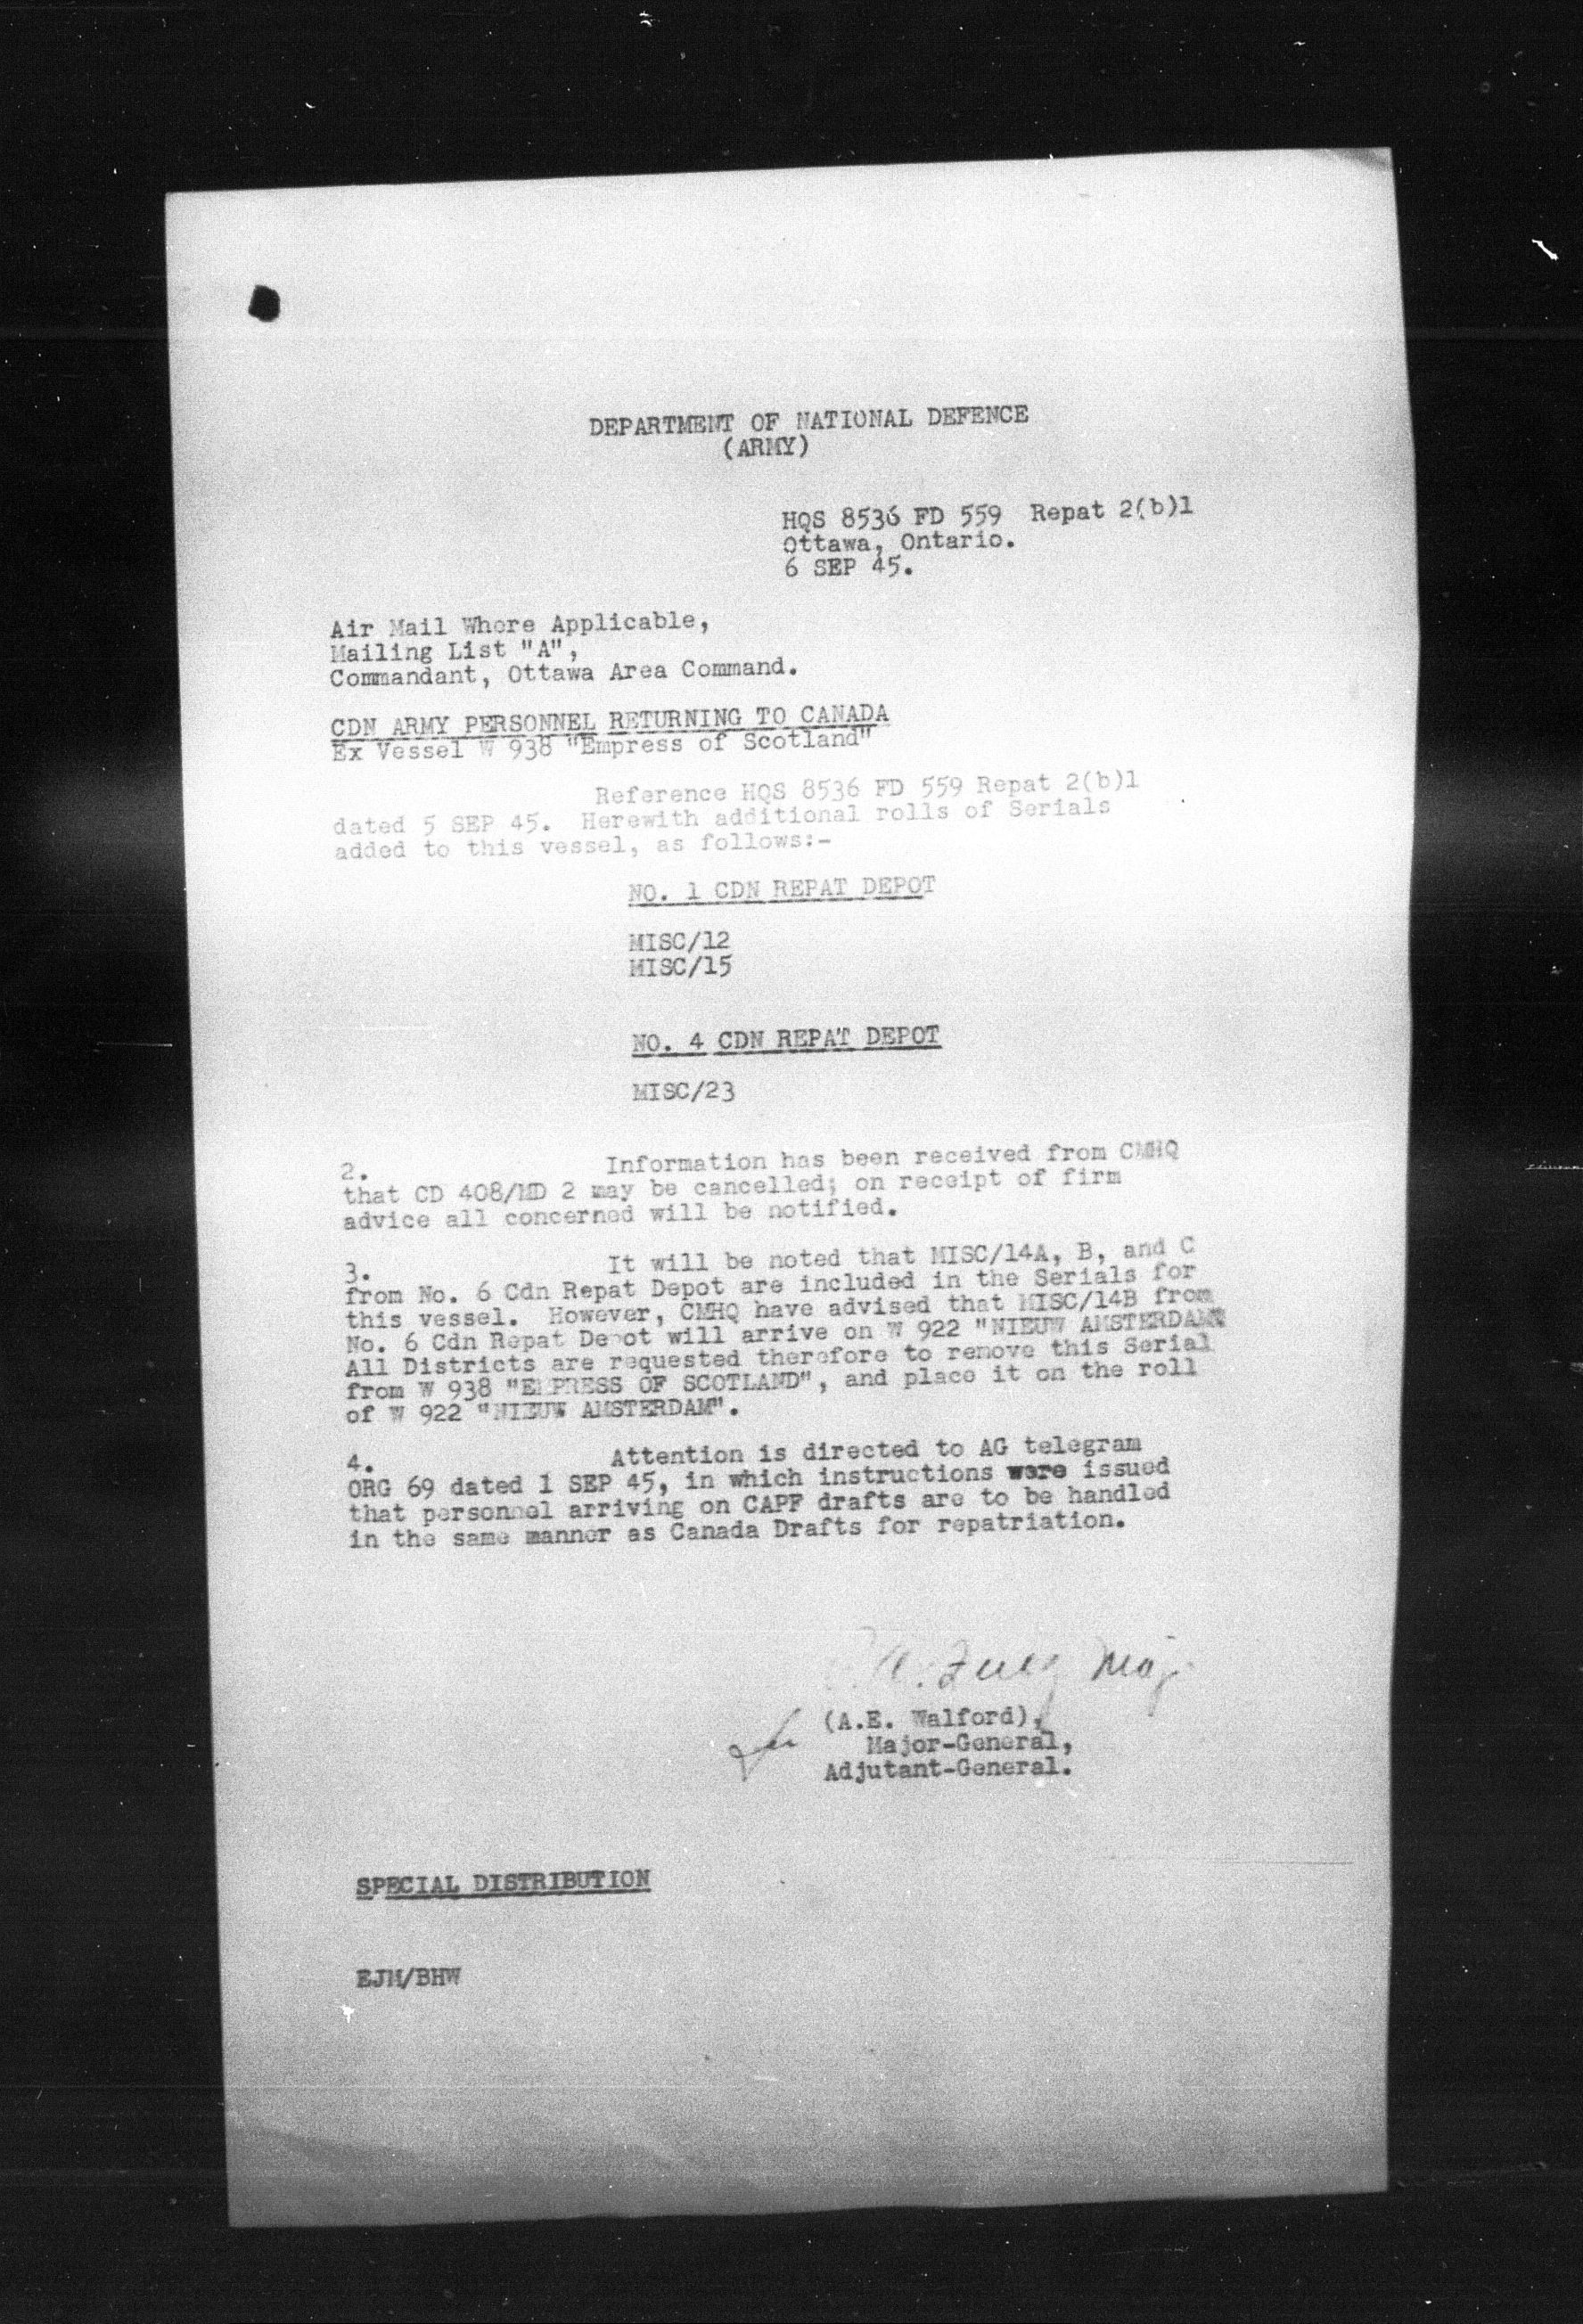 DEPARTMENT OF NATIONAL DEFENCE
(ARMY)
HQS 8536 FD 559 Repat 2(b)1
Ottawa, Ontario.
6 SEP 45.
Air Mail Where Applicable,
Mailing List "A",
Commandant, Ottawa Area Command.
CDN ARMY PERSONNEL RETURNING TO CANADA
Ex Vessel W 938 "Empress of Scotland"
Reference HQS 8536 FD 559 Repat 2(b)1
dated 5 SEP 45. Herewith additional rolls of Serials
added to this vessel, as follows:-
NO. 1 CDN REPAT DEPOT
MISC/12
MISC/15
NO. 4 CDN REPAT DEPOT
MISC/23
2. Information has been received from CMHQ
that CD 408/MD 2 may be cancelled; on receipt of firm
advice all concerned will be notified.
3. It will be noted that MISC/14A, B, and C
from No. 6 Cdn Repat Depot are included in the Serials for
this vessel. However, CMHQ have advised that MISC/14B from
No. 6 Cdn Repat Depot will arrive on W 922 "NIEUW AMSTERDAM"
All Districts are requested therefore to remove this Serial
from W 938 "EMPRESS OF SCOTLAND", and place it on the roll
of W 922 "NIEUW AMSTERDAM".
4. Attention is directed to AG telegram
ORG 69 dated 1 SEP 45, in which instructions were issued
that personnel arriving on CAPF drafts are to be handled
in the same manner as Canada Drafts for repatriation.
Maj
for (A.E. Walford),
Major-General,
Adjutant-General.
SPECIAL DISTRIBUTION
EJM/BHW